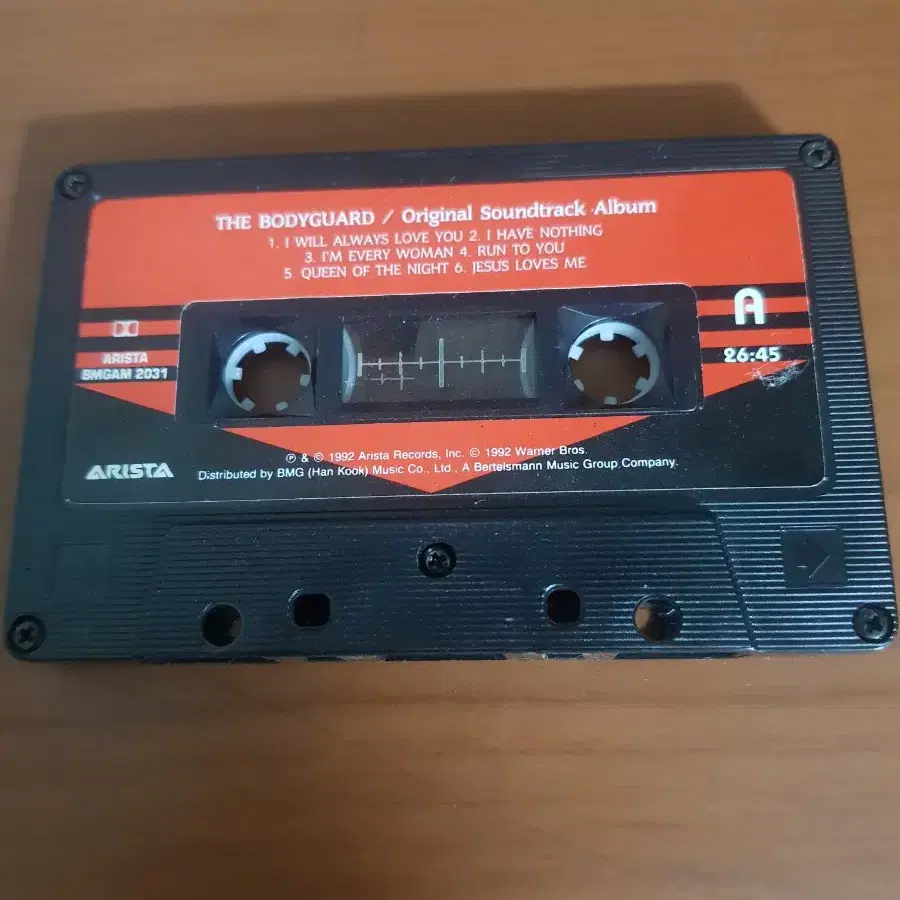 THE BODYGUARD / Original Soundtrack Album
1. I WILL ALWAYS LOVE YOU 2. I HAVE NOTHING
3. I'M EVERY WOMAN 4. RUN TO YOU
5. QUEEN OF THE NIGHT 6. JESUS LOVES ME
A
ARISTA
BMGAM 2031
26:45
ARISTA
℗ & © 1992 Arista Records, Inc. © 1992 Warner Bros.
Distributed by BMG (Han Kook) Music Co., Ltd., A Bertelsmann Music Group Company.